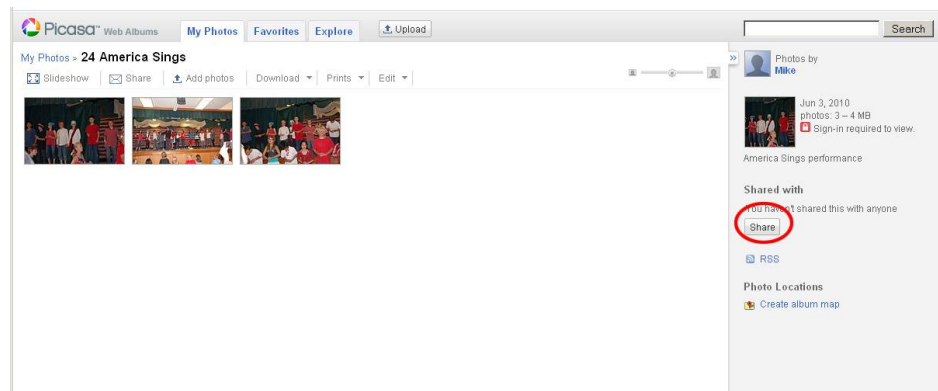 Picasa™ Web Albums My Photos Favorites Explore Upload Search
My Photos > 24 America Sings
Slideshow Share Add photos Download Prints Edit
»
Photos by
Mike
Jun 3, 2010
photos: 3 – 4 MB
Sign-in required to view.
America Sings performance
Shared with
You haven't shared this with anyone
Share
RSS
Photo Locations
Create album map